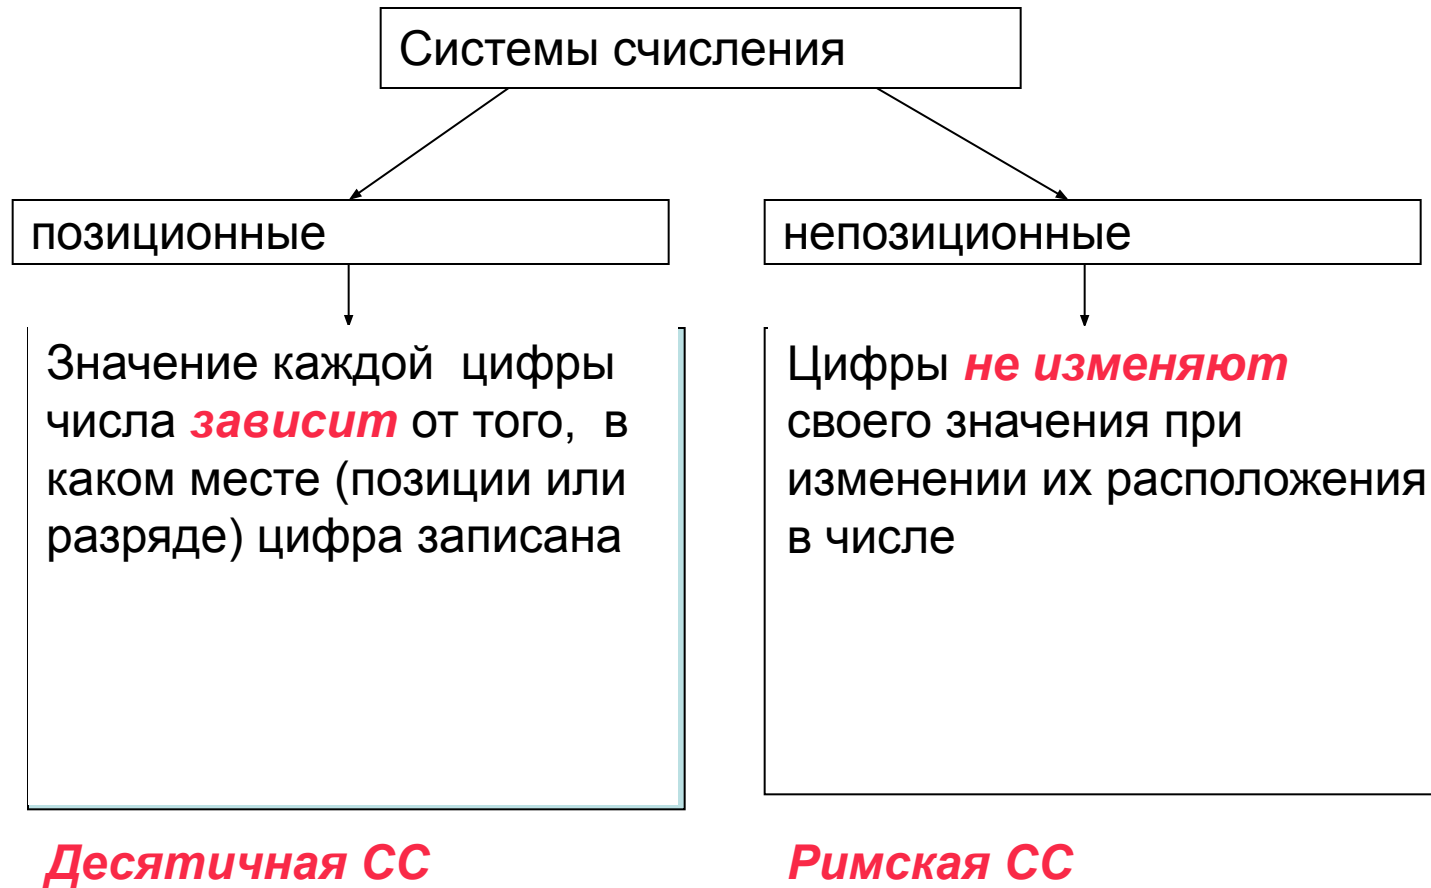 Системы счисления
позиционные
непозиционные
Значение каждой цифры
числа зависит от того, в
каком месте (позиции или
разряде) цифра записана
Цифры не изменяют
своего значения при
изменении их расположения
в числе
Десятичная СС
Римская СС